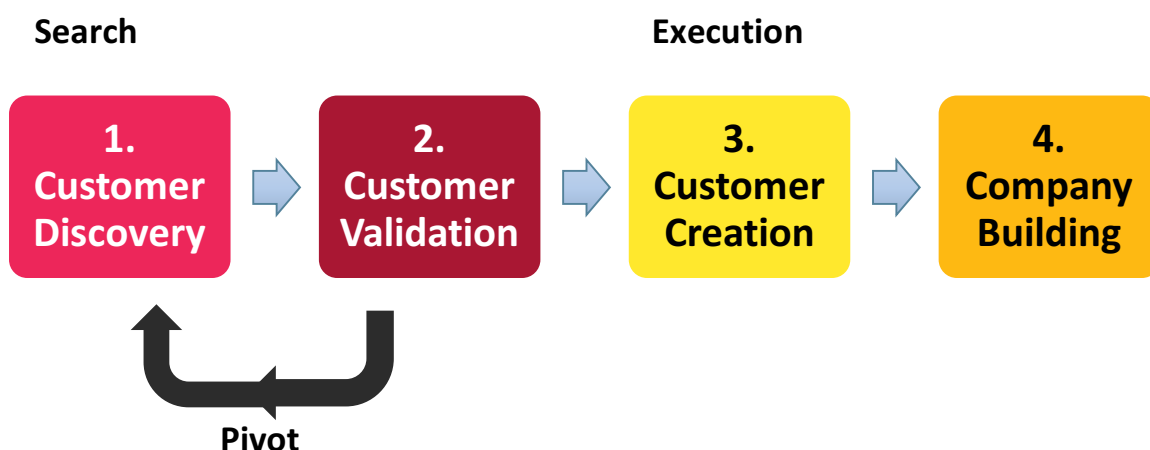 Search
Execution
1.
Customer
Discovery
2.
Customer
Validation
3.
Customer
Creation
4.
Company
Building
Pivot